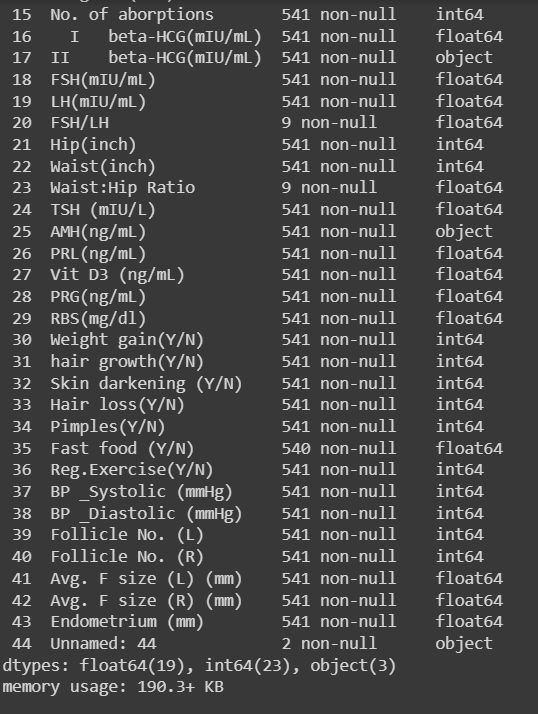 15  No. of aborptions       541 non-null    int64
16    I   beta-HCG(mIU/mL)  541 non-null    float64
17  II    beta-HCG(mIU/mL)  541 non-null    object
18  FSH(mIU/mL)             541 non-null    float64
19  LH(mIU/mL)              541 non-null    float64
20  FSH/LH                  9 non-null      float64
21  Hip(inch)               541 non-null    int64
22  Waist(inch)             541 non-null    int64
23  Waist:Hip Ratio         9 non-null      float64
24  TSH (mIU/L)             541 non-null    float64
25  AMH(ng/mL)              541 non-null    object
26  PRL(ng/mL)              541 non-null    float64
27  Vit D3 (ng/mL)          541 non-null    float64
28  PRG(ng/mL)              541 non-null    float64
29  RBS(mg/dl)              541 non-null    float64
30  Weight gain(Y/N)        541 non-null    int64
31  hair growth(Y/N)        541 non-null    int64
32  Skin darkening (Y/N)    541 non-null    int64
33  Hair loss(Y/N)          541 non-null    int64
34  Pimples(Y/N)            541 non-null    int64
35  Fast food (Y/N)         540 non-null    float64
36  Reg.Exercise(Y/N)       541 non-null    int64
37  BP _Systolic (mmHg)     541 non-null    int64
38  BP _Diastolic (mmHg)    541 non-null    int64
39  Follicle No. (L)        541 non-null    int64
40  Follicle No. (R)        541 non-null    int64
41  Avg. F size (L) (mm)    541 non-null    float64
42  Avg. F size (R) (mm)    541 non-null    float64
43  Endometrium (mm)        541 non-null    float64
44  Unnamed: 44             2 non-null      object
dtypes: float64(19), int64(23), object(3)
memory usage: 190.3+ KB